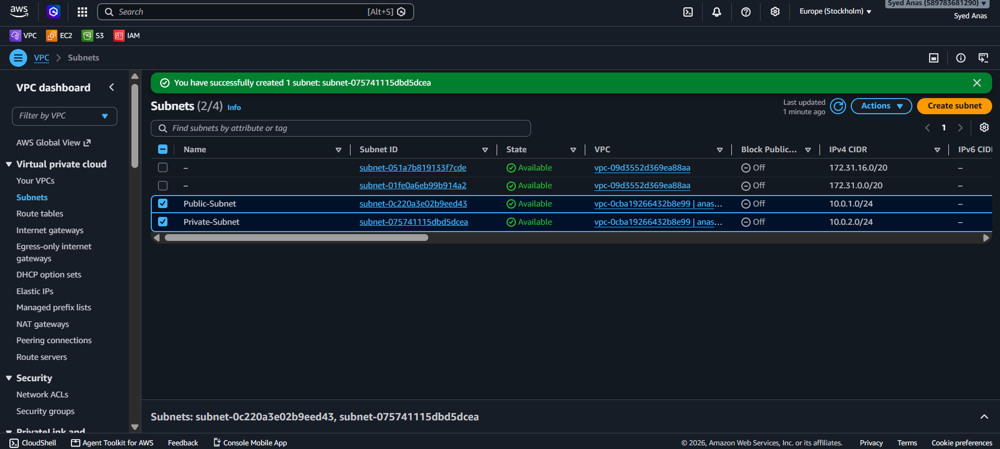 aws
Search [Alt+S]
Europe (Stockholm)
Syed Anas (589783681290)
Syed Anas
VPC EC2 S3 IAM
VPC Subnets
VPC dashboard
Filter by VPC
AWS Global View
Virtual private cloud
Your VPCs
Subnets
Route tables
Internet gateways
Egress-only internet
gateways
DHCP option sets
Elastic IPs
Managed prefix lists
NAT gateways
Peering connections
Route servers
Security
Network ACLs
Security groups
PrivateLink and
You have successfully created 1 subnet: subnet-075741115dbd5dcea
Subnets (2/4) Info
Last updated
1 minute ago
Actions
Create subnet
Find subnets by attribute or tag
1
Name Subnet ID State VPC Block Public... IPv4 CIDR IPv6 CIDI
– subnet-051a7b819133f7cde Available vpc-09d3552d369ea88aa Off 172.31.16.0/20 –
– subnet-01fe0a6eb99b914a2 Available vpc-09d3552d369ea88aa Off 172.31.0.0/20 –
Public-Subnet subnet-0c220a3e02b9eed43 Available vpc-0cba19266432b8e99 | anas... Off 10.0.1.0/24 –
Private-Subnet subnet-075741115dbd5dcea Available vpc-0cba19266432b8e99 | anas... Off 10.0.2.0/24 –
Subnets: subnet-0c220a3e02b9eed43, subnet-075741115dbd5dcea
CloudShell Agent Toolkit for AWS Feedback Console Mobile App © 2026, Amazon Web Services, Inc. or its affiliates. Privacy Terms Cookie preferences